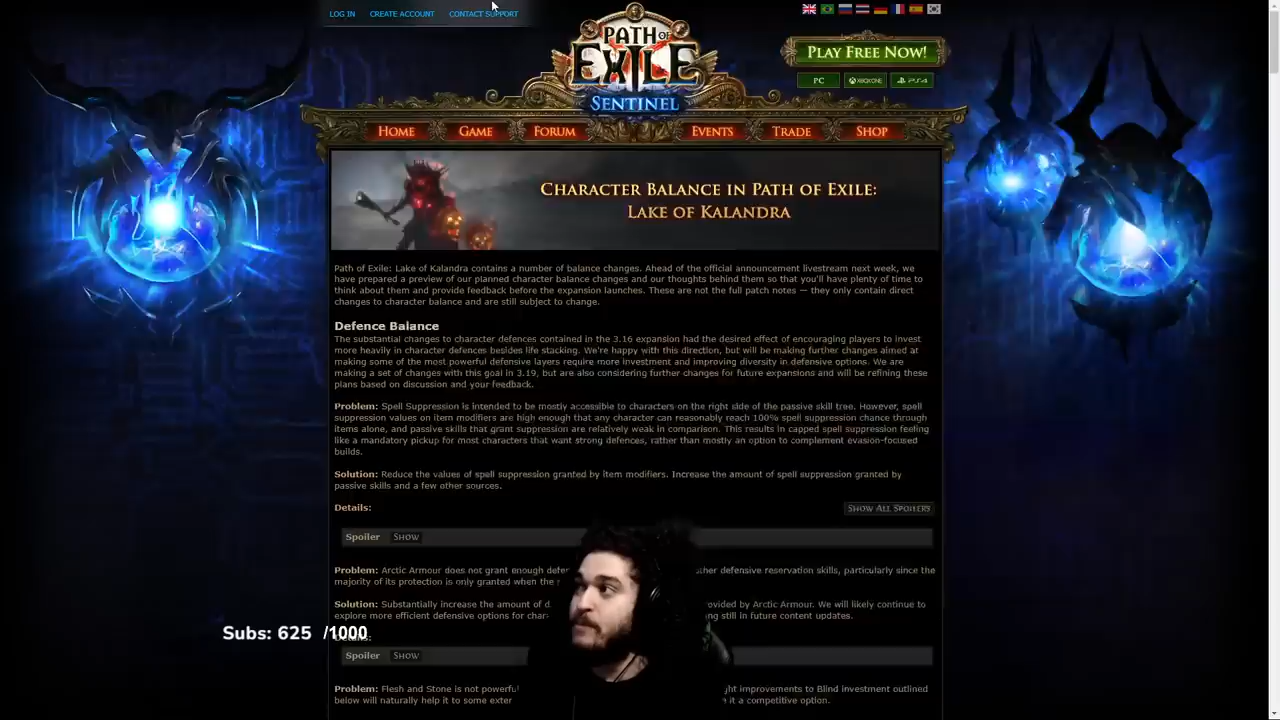 LOG IN CREATE ACCOUNT CONTACT SUPPORT
PATH OF
EXILE
SENTINEL
PLAY FREE NOW!
PC XBOX ONE PS4
HOME GAME FORUM EVENTS TRADE SHOP
CHARACTER BALANCE IN PATH OF EXILE:
LAKE OF KALANDRA
Path of Exile: Lake of Kalandra contains a number of balance changes. Ahead of the official announcement livestream next week, we
have prepared a preview of our planned character balance changes and our thoughts behind them so that you'll have plenty of time to
think about them and provide feedback before the expansion launches. These are not the full patch notes — they only contain direct
changes to character balance and are still subject to change.
Defence Balance
The substantial changes to character defences contained in the 3.16 expansion had the desired effect of encouraging players to invest
more heavily in character defences besides life stacking. We're happy with this direction, but will be making further changes aimed at
making some of the most powerful defensive layers require more investment and improving diversity in defensive options. We are
making a set of changes with this goal in 3.19, but are also considering further changes for future expansions and will be refining these
plans based on discussion and your feedback.
Problem: Spell Suppression is intended to be mostly accessible to characters on the right side of the passive skill tree. However, spell
suppression values on item modifiers are high enough that any character can reasonably reach 100% spell suppression chance through
items alone, and passive skills that grant suppression are relatively weak in comparison. This results in capped spell suppression feeling
like a mandatory pickup for most characters that want strong defences, rather than mostly an option to complement evasion-focused
builds.
Solution: Reduce the values of spell suppression granted by item modifiers. Increase the amount of spell suppression granted by
passive skills and a few other sources.
Details: SHOW ALL SPOILERS
Spoiler SHOW
Problem: Arctic Armour does not grant enough other defensive reservation skills, particularly since the
majority of its protection is only granted when the
Solution: Substantially increase the amount of provided by Arctic Armour. We will likely continue to
explore more efficient defensive options for still in future content updates.
Subs: 625 /1000
Spoiler SHOW
Problem: Flesh and Stone is not powerful improvements to Blind investment outlined
below will naturally help it to some it a competitive option.